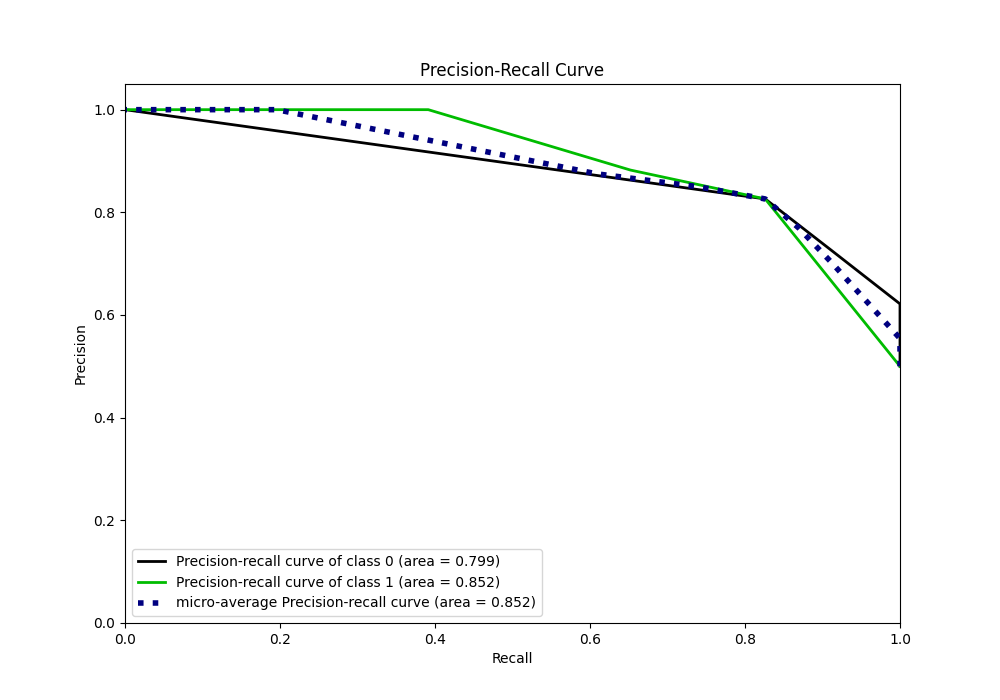 Precision-Recall Curve
Precision
1.0
0.8
0.6
0.4
0.2
0.0
Precision-recall curve of class 0 (area = 0.799)
Precision-recall curve of class 1 (area = 0.852)
micro-average Precision-recall curve (area = 0.852)
0.0 0.2 0.4 0.6 0.8 1.0
Recall